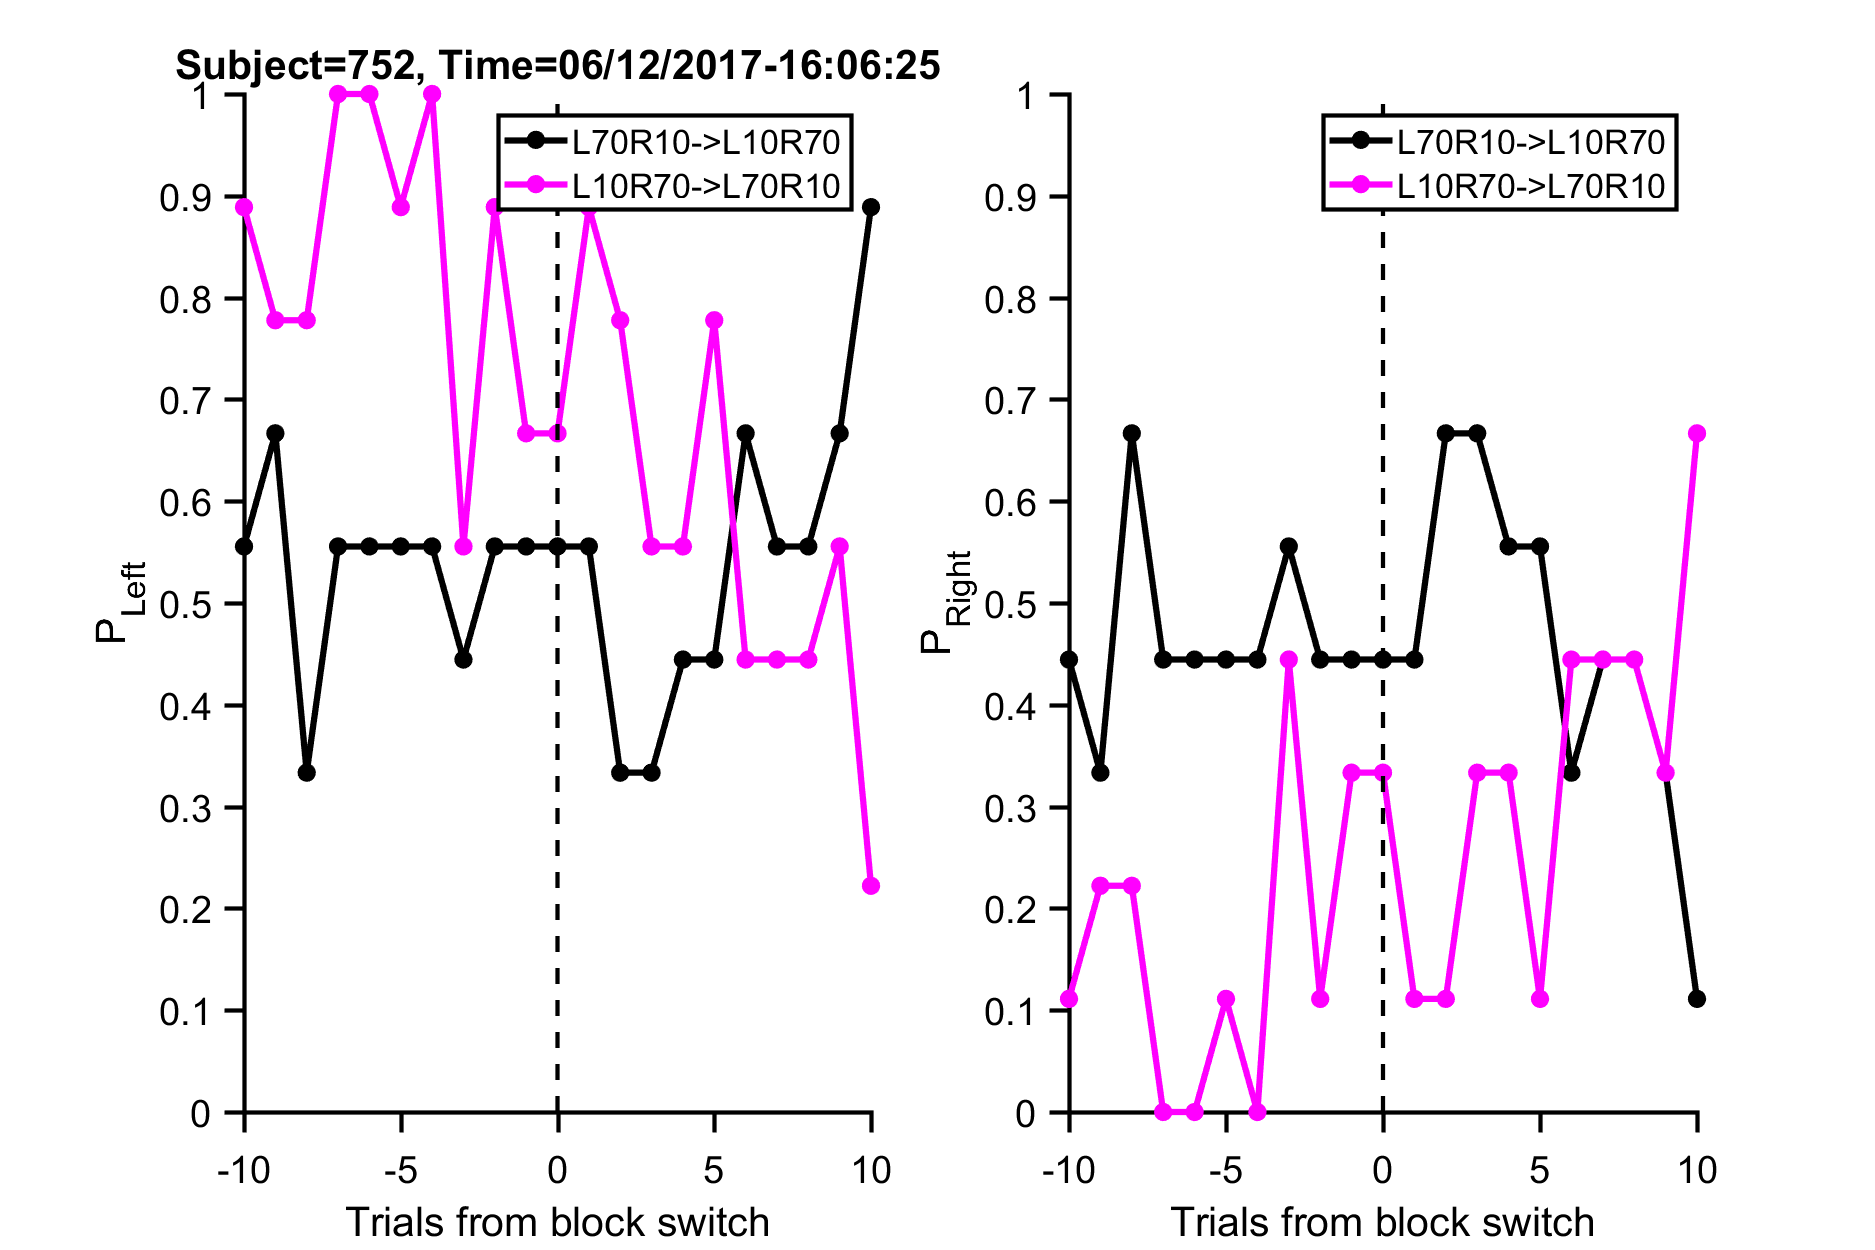 Subject=752, Time=06/12/2017-16:06:25
L70R10->L10R70
L10R70->L70R10
1
0.9
0.8
0.7
0.6
0.5
0.4
0.3
0.2
0.1
0
P_Left
-10 -5 0 5 10
Trials from block switch
L70R10->L10R70
L10R70->L70R10
1
0.9
0.8
0.7
0.6
0.5
0.4
0.3
0.2
0.1
0
P_Right
-10 -5 0 5 10
Trials from block switch